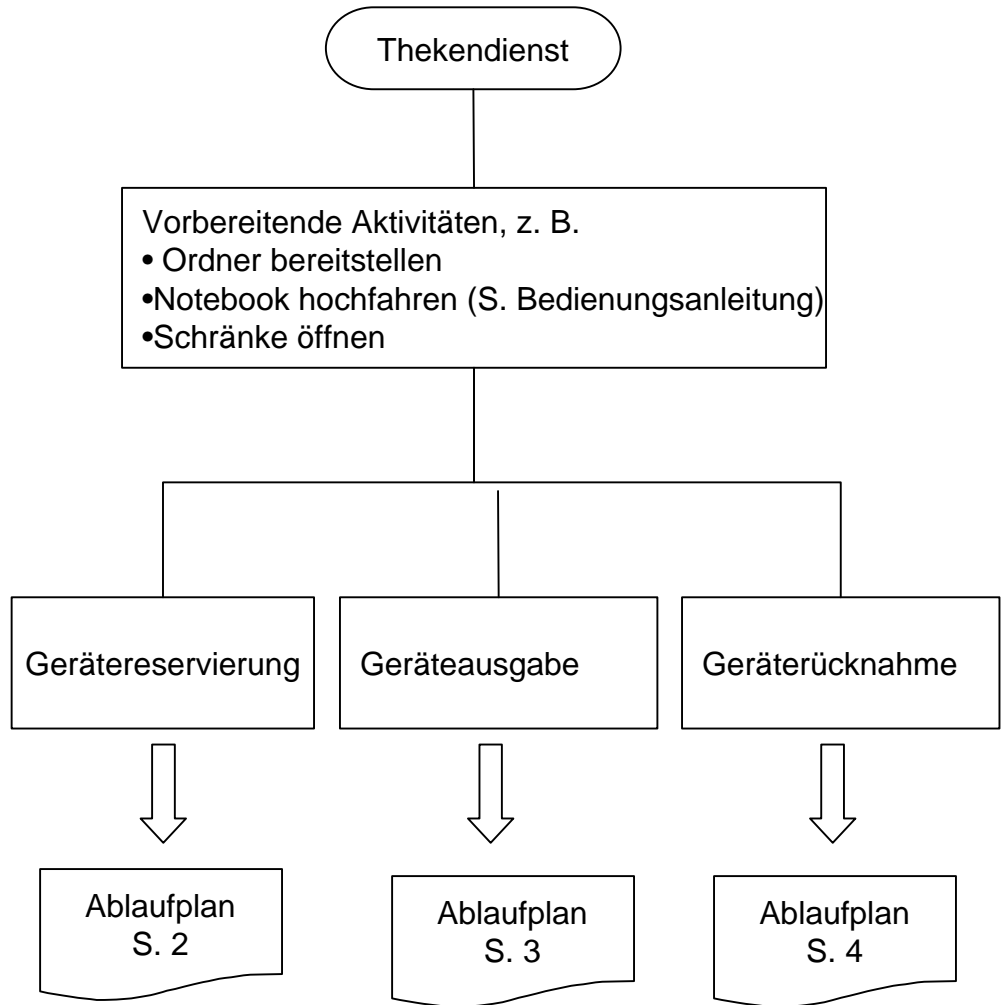 Thekendienst
Vorbereitende Aktivitäten, z. B.
• Ordner bereitstellen
•Notebook hochfahren (S. Bedienungsanleitung)
•Schränke öffnen
Gerätereservierung
Geräteausgabe
Geräterücknahme
Ablaufplan
S. 2
Ablaufplan
S. 3
Ablaufplan
S. 4